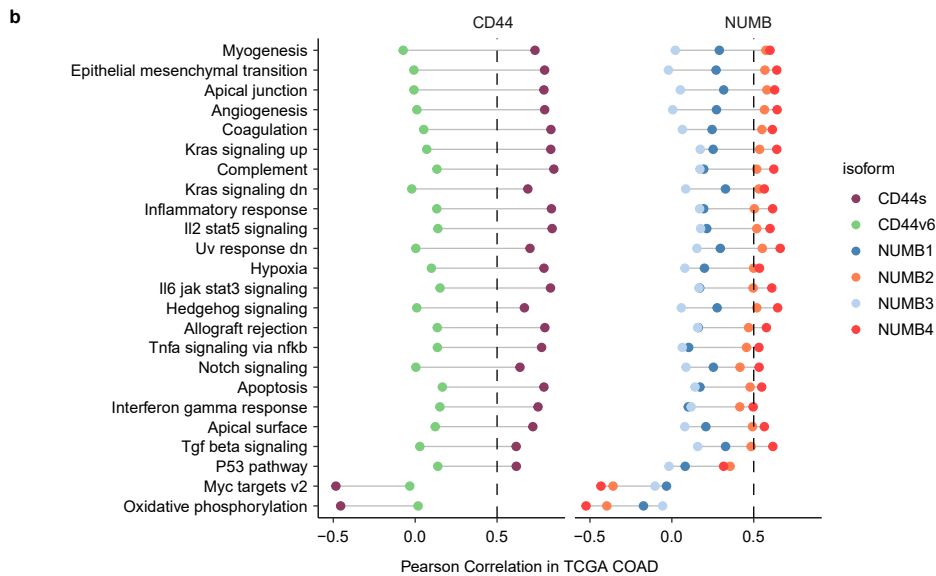 b
CD44 NUMB
Myogenesis
Epithelial mesenchymal transition
Apical junction
Angiogenesis
Coagulation
Kras signaling up
Complement
Kras signaling dn
Inflammatory response
Il2 stat5 signaling
Uv response dn
Hypoxia
Il6 jak stat3 signaling
Hedgehog signaling
Allograft rejection
Tnfa signaling via nfkb
Notch signaling
Apoptosis
Interferon gamma response
Apical surface
Tgf beta signaling
P53 pathway
Myc targets v2
Oxidative phosphorylation
−0.5 0.0 0.5 −0.5 0.0 0.5
Pearson Correlation in TCGA COAD
isoform
CD44s
CD44v6
NUMB1
NUMB2
NUMB3
NUMB4